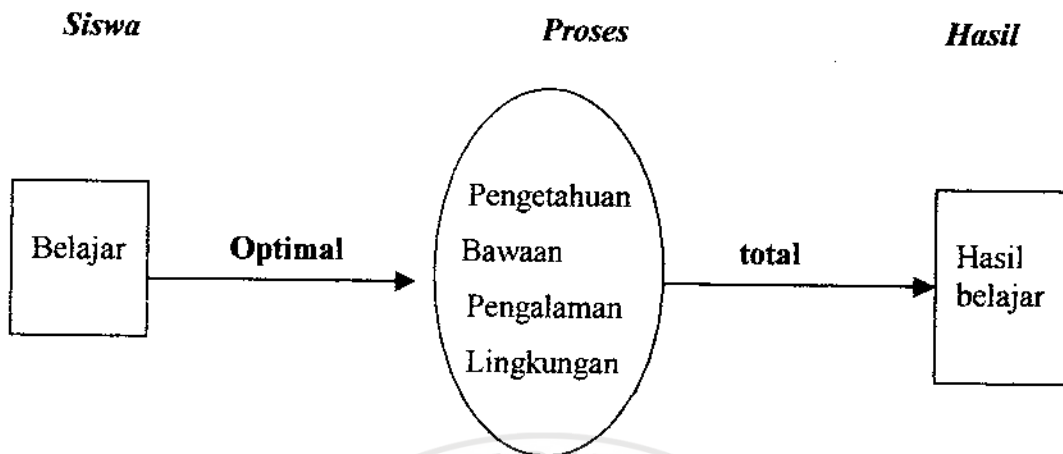 Siswa
Proses
Hasil
Belajar
Optimal
Pengetahuan
Bawaan
Pengalaman
Lingkungan
total
Hasil
belajar